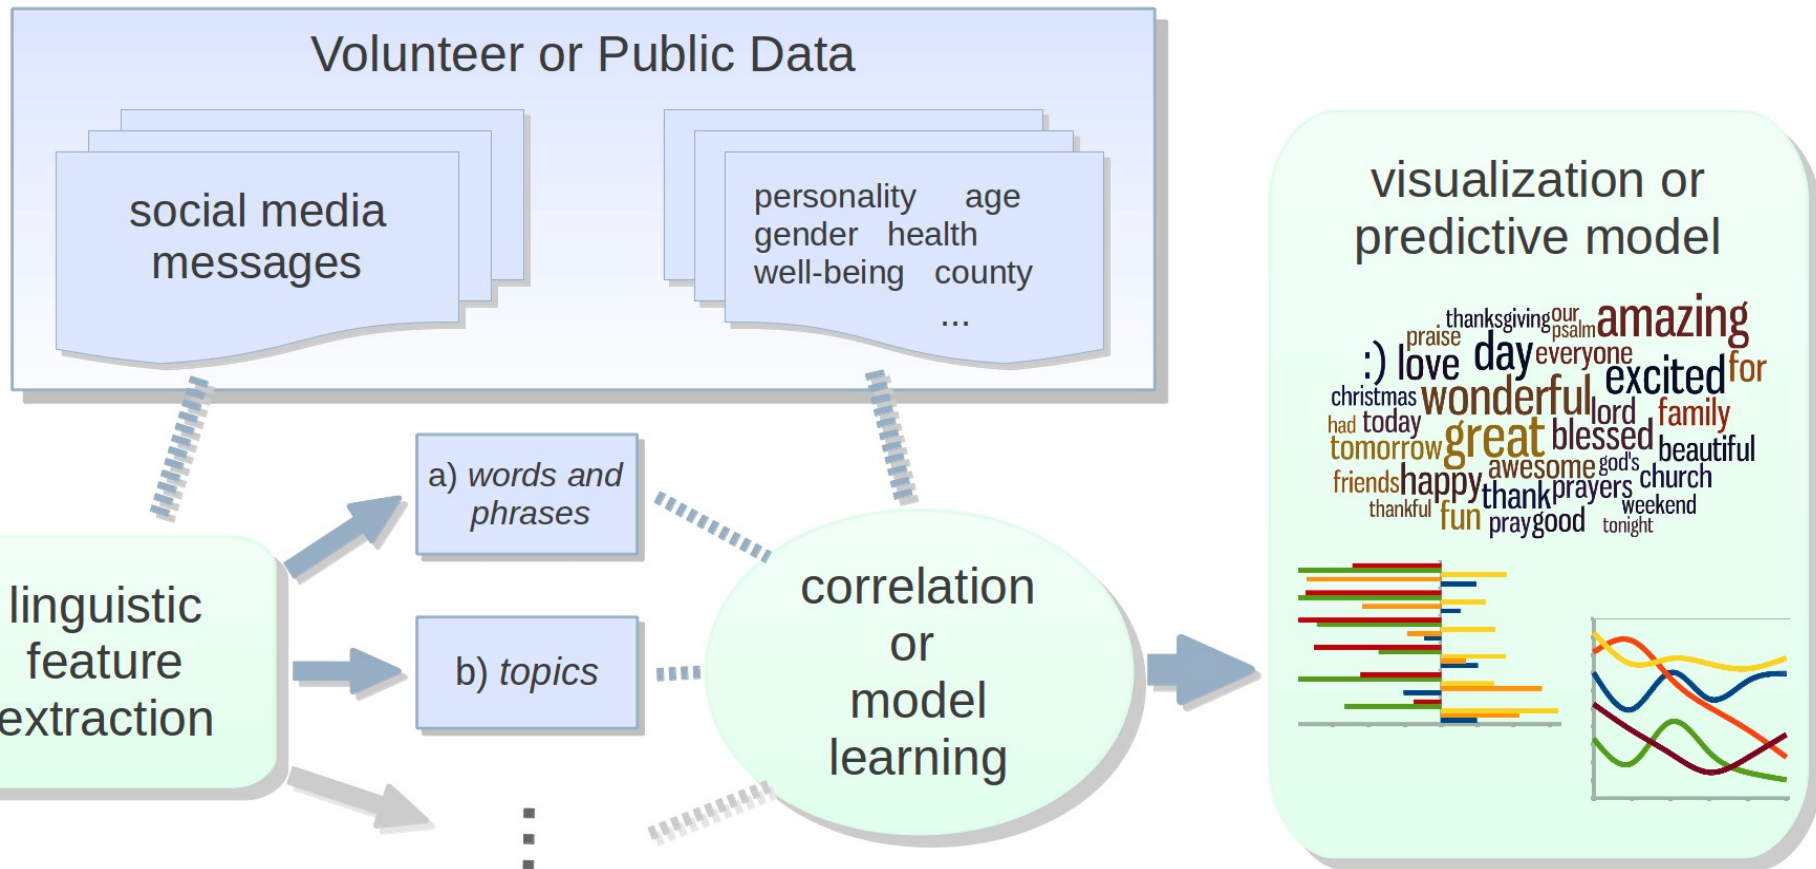 Volunteer or Public Data
social media
messages
personality age
gender health
well-being county
...
linguistic
feature
extraction
a) words and
phrases
b) topics
correlation
or
model
learning
visualization or
predictive model
thanksgiving our psalm amazing
praise
:) love day everyone excited for
christmas wonderful lord family
had today
tomorrow great blessed beautiful
friends happy awesome god's church
thankful thank prayers weekend
fun pray good tonight